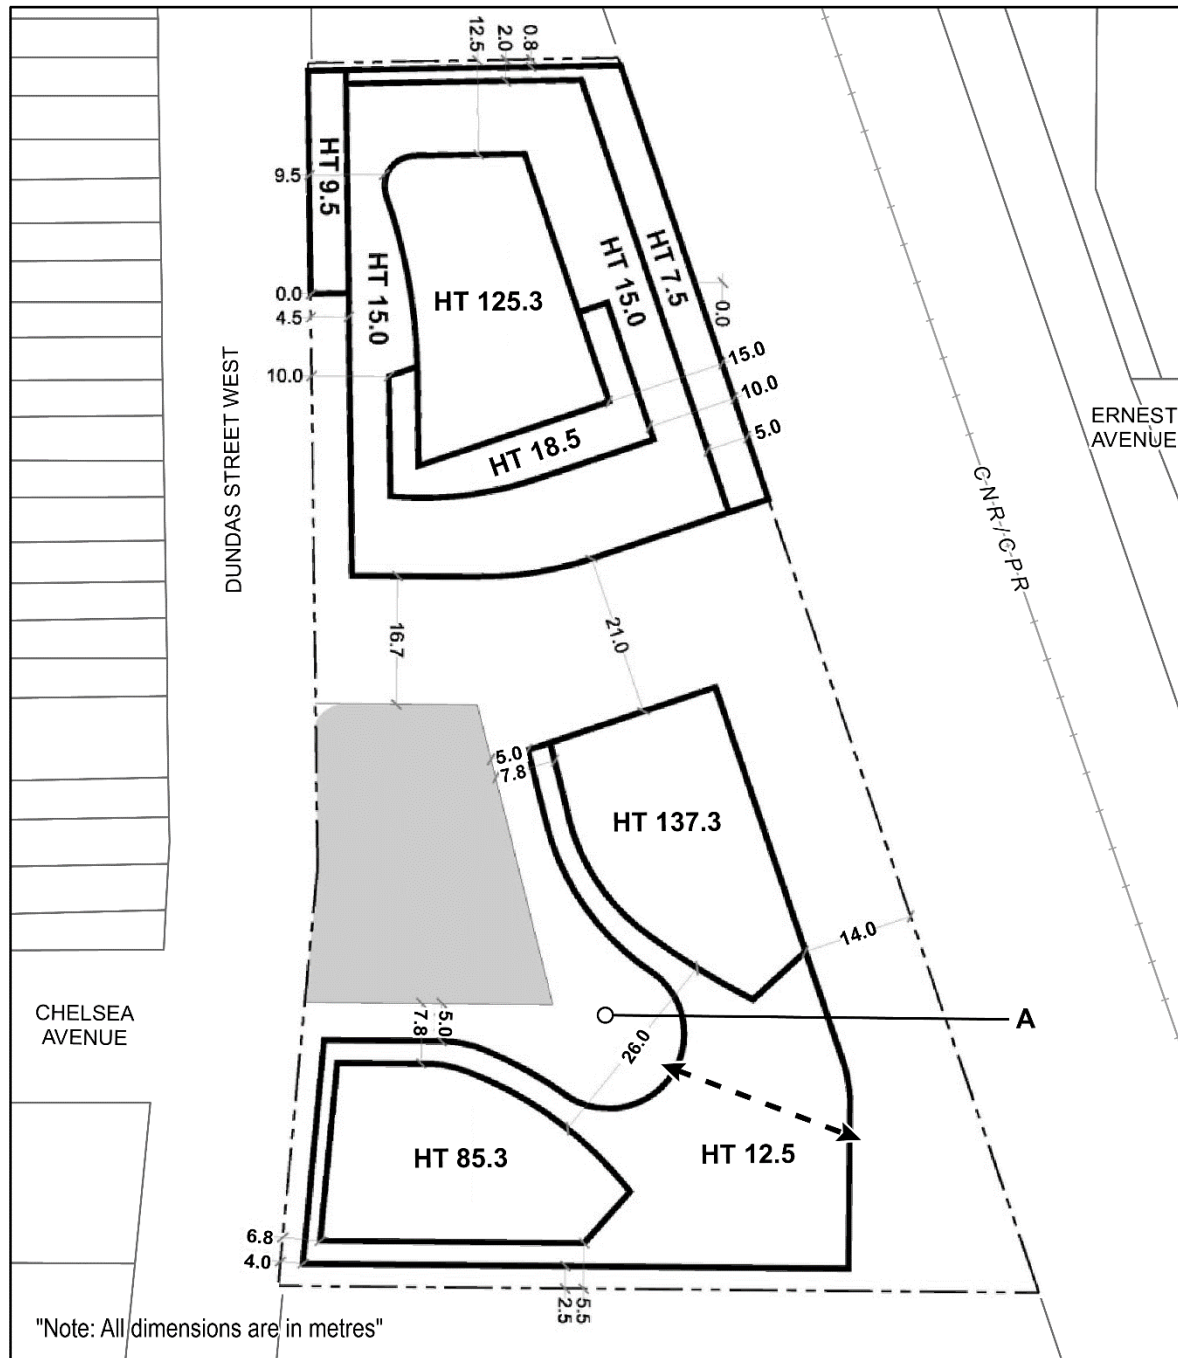 12.5
2.0
0.8
HT 9.5
9.5
HT 15.0
HT 125.3
HT 15.0
HT 7.5
0.0
0.0
4.5
10.0
15.0
10.0
5.0
HT 18.5
DUNDAS STREET WEST
ERNEST
AVENUE
C N R / C P R
16.7
21.0
5.0
7.8
HT 137.3
14.0
CHELSEA
AVENUE
7.8
5.0
26.0
A
HT 85.3
HT 12.5
6.8
4.0
2.5
5.5
"Note: All dimensions are in metres"